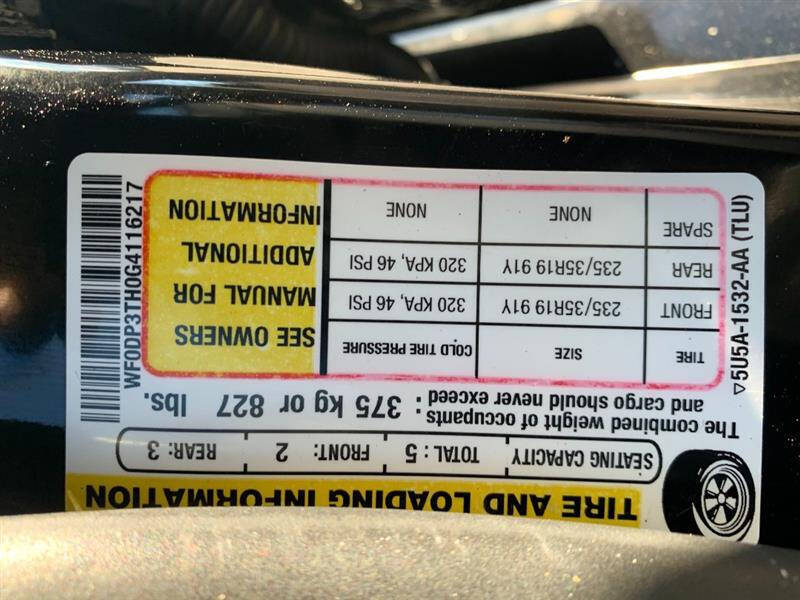 TIRE AND LOADING INFORMATION
SEATING CAPACITY TOTAL : 5 FRONT: 2 REAR: 3
The combined weight of occupants
and cargo should never exceed : 375 kg or 827 lbs.
TIRE SIZE COLD TIRE PRESSURE
FRONT 235/35R19 91Y 320 KPA, 46 PSI
REAR 235/35R19 91Y 320 KPA, 46 PSI
SPARE NONE NONE
SEE OWNERS
MANUAL FOR
ADDITIONAL
INFORMATION
WF0DP3TH0G4116217
▽5U5A-1532-AA (TLU)